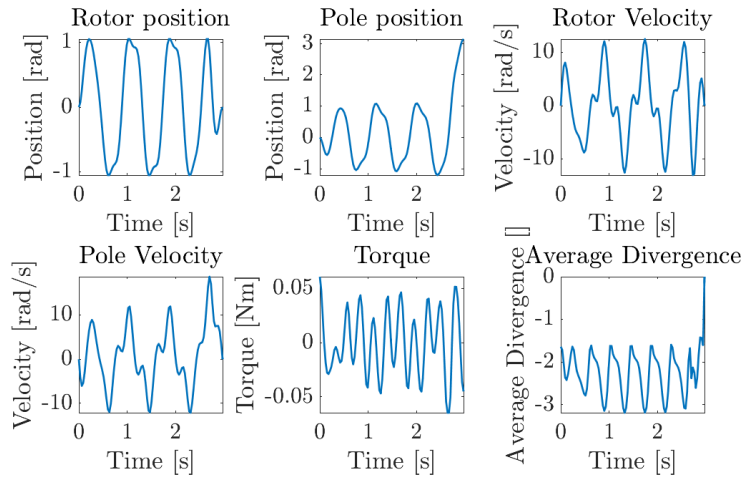 Rotor position
Pole position
Rotor Velocity
Position [rad]
1
0
-1
0
1
2
Time [s]
Position [rad]
3
2
1
0
-1
0
1
2
Time [s]
Velocity [rad/s]
10
0
-10
0
1
2
Time [s]
Pole Velocity
Torque
Average Divergence
Velocity [rad/s]
10
0
-10
0
1
2
Time [s]
Torque [Nm]
0.05
0
-0.05
0
1
2
Time [s]
Average Divergence []
0
-1
-2
-3
0
1
2
Time [s]